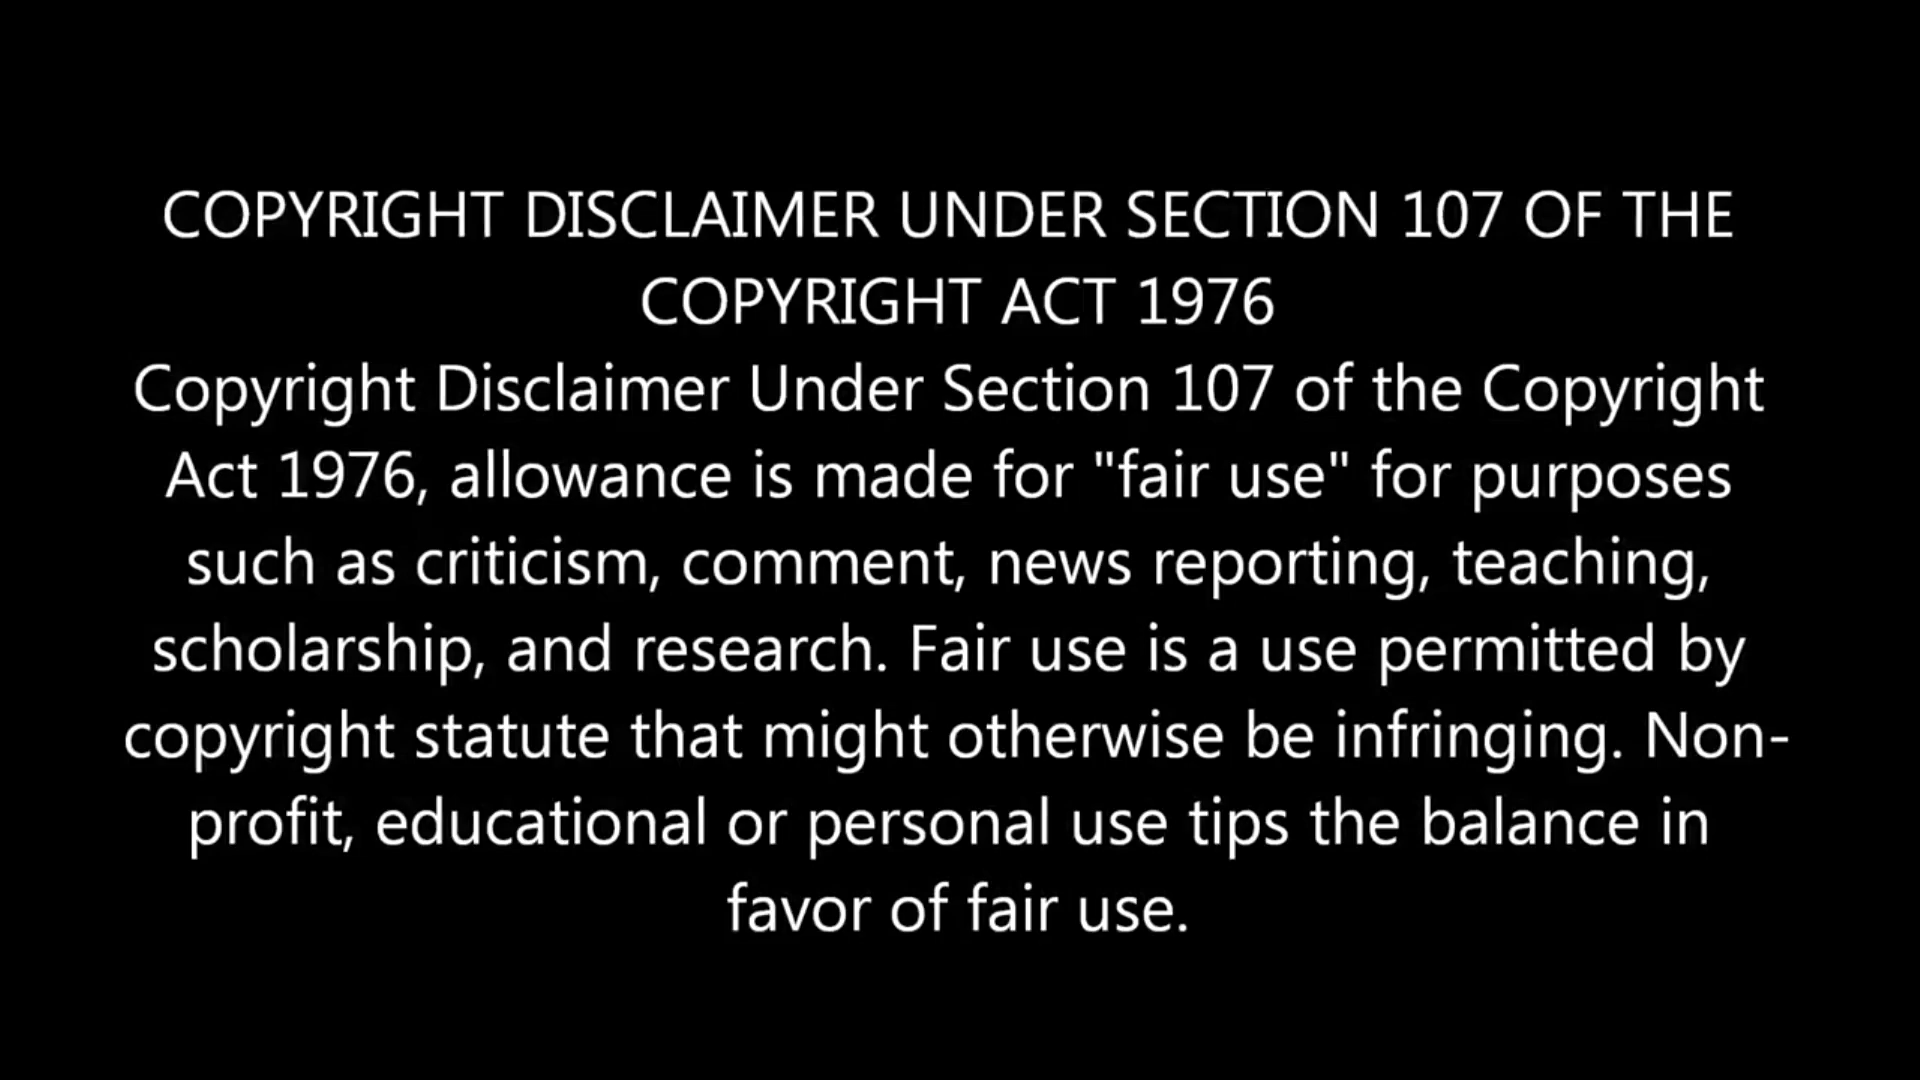 COPYRIGHT DISCLAIMER UNDER SECTION 107 OF THE
COPYRIGHT ACT 1976
Copyright Disclaimer Under Section 107 of the Copyright
Act 1976, allowance is made for "fair use" for purposes
such as criticism, comment, news reporting, teaching,
scholarship, and research. Fair use is a use permitted by
copyright statute that might otherwise be infringing. Non-
profit, educational or personal use tips the balance in
favor of fair use.